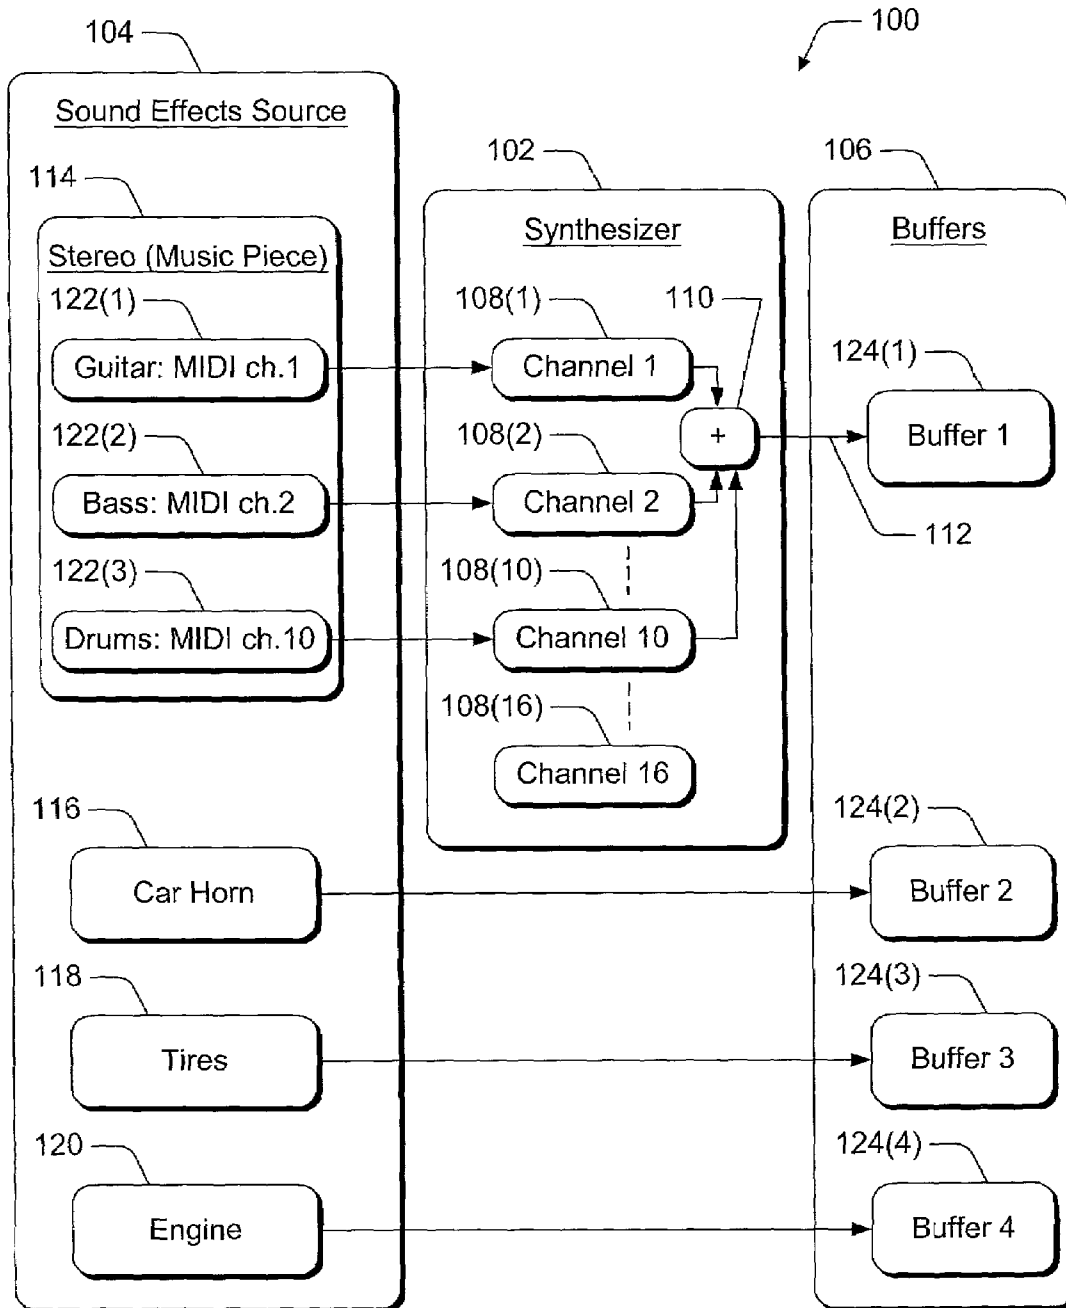 100
104
Sound Effects Source
102
106
114
Synthesizer
Buffers
Stereo (Music Piece)
122(1)
108(1)
110
124(1)
Guitar: MIDI ch.1
Channel 1
Buffer 1
+
122(2)
108(2)
Bass: MIDI ch.2
Channel 2
112
122(3)
108(10)
Drums: MIDI ch.10
Channel 10
108(16)
Channel 16
116
124(2)
Car Horn
Buffer 2
118
124(3)
Tires
Buffer 3
120
124(4)
Engine
Buffer 4